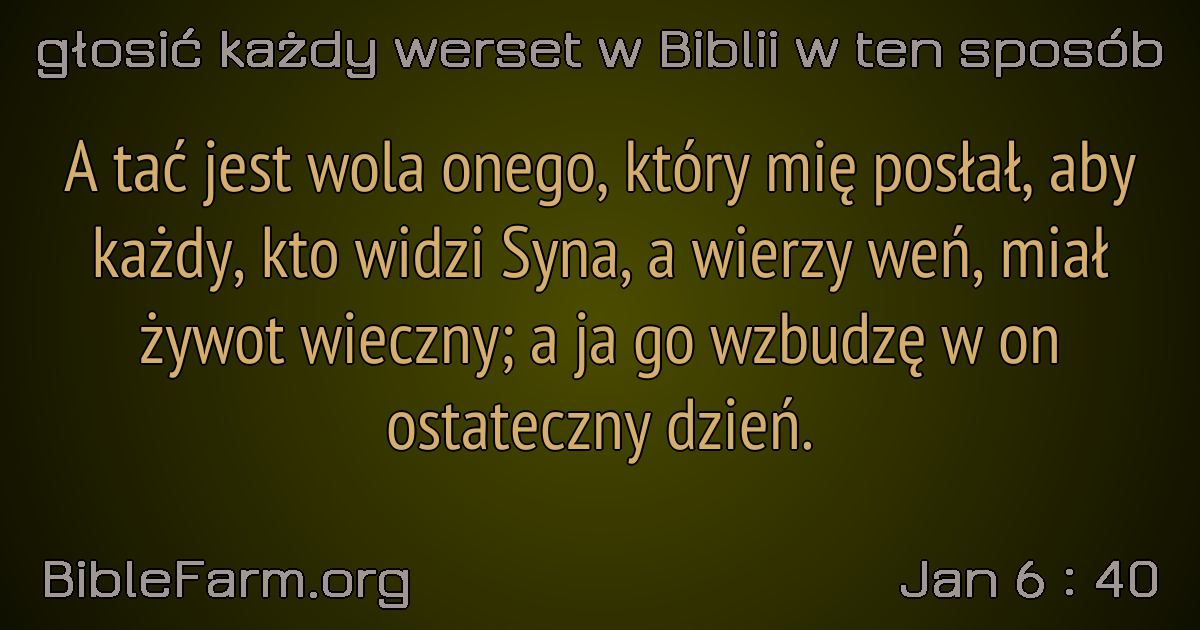 głosić każdy werset w Biblii w ten sposób
A tać jest wola onego, który mię posłał, aby
każdy, kto widzi Syna, a wierzy weń, miał
żywot wieczny; a ja go wzbudzę w on
ostateczny dzień.
BibleFarm.org
Jan 6 : 40